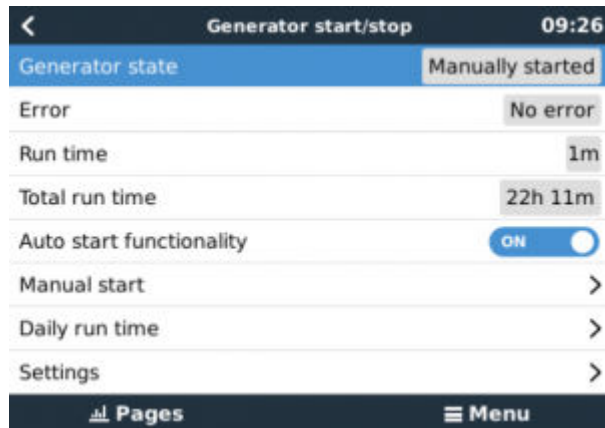 Generator start/stop 09:26
Generator state Manually started
Error No error
Run time 1m
Total run time 22h 11m
Auto start functionality ON
Manual start
Daily run time
Settings
Pages Menu